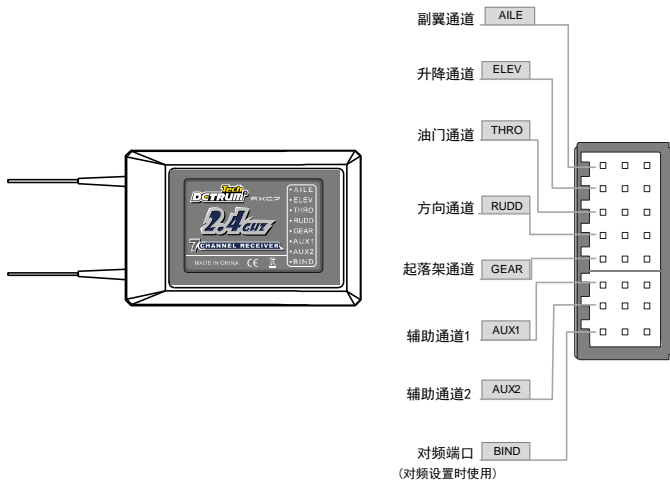 副翼通道 AILE
升降通道 ELEV
油门通道 THRO
方向通道 RUDD
起落架通道 GEAR
辅助通道1 AUX1
辅助通道2 AUX2
对频端口 BIND
(对频设置时使用)
Tech
DETRUM RXC7
2.4GHZ
7 CHANNEL RECEIVER
MADE IN CHINA CE
•AILE
•ELEV
•THRO
•RUDD
•GEAR
•AUX1
•AUX2
•BIND